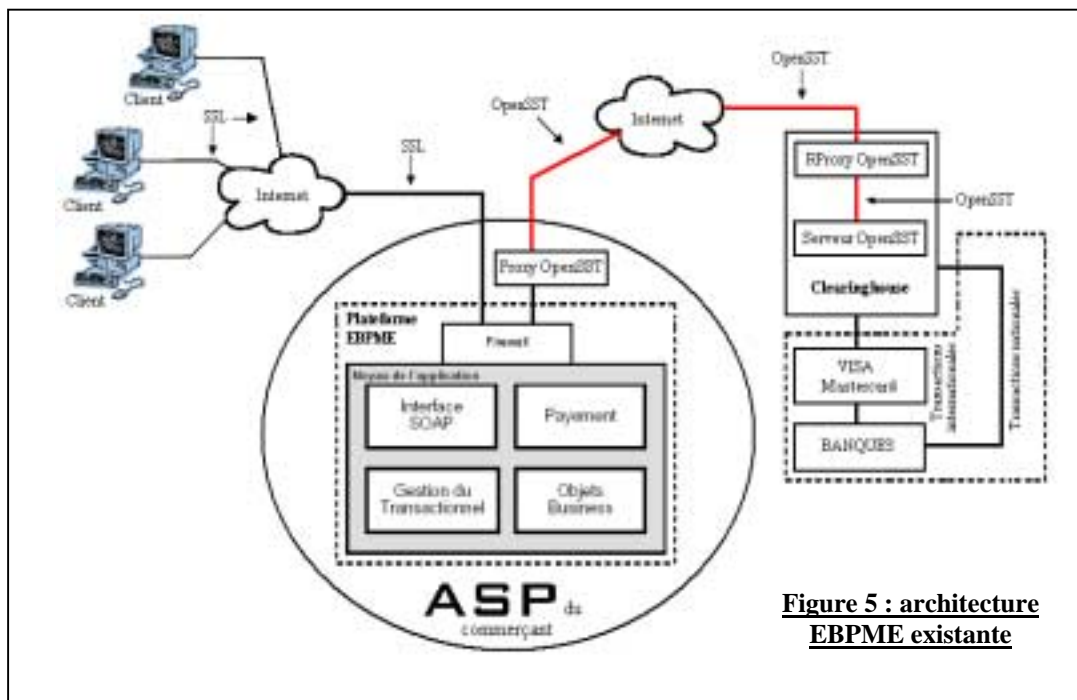 Client
SSL
Client
Client
Internet
SSL
OpenSST
Internet
OpenSST
RProxy OpenSST
OpenSST
Serveur OpenSST
Clearinghouse
Proxy OpenSST
Plateforme
EBPME
Firewall
Noyau de l'application
Interface
SOAP
Payement
Gestion du
Transactionnel
Objets
Business
VISA
Mastercard
BANQUES
Transactions
internationales
Transactions nationales
ASP du
commerçant
Figure 5 : architecture
EBPME existante